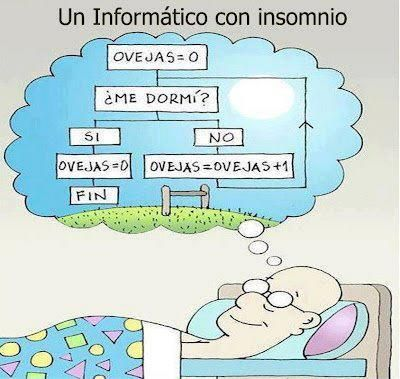 Un Informático con insomnio
OVEJAS=0
¿ME DORMÍ?
SI
NO
OVEJAS=0
OVEJAS=OVEJAS+1
FIN